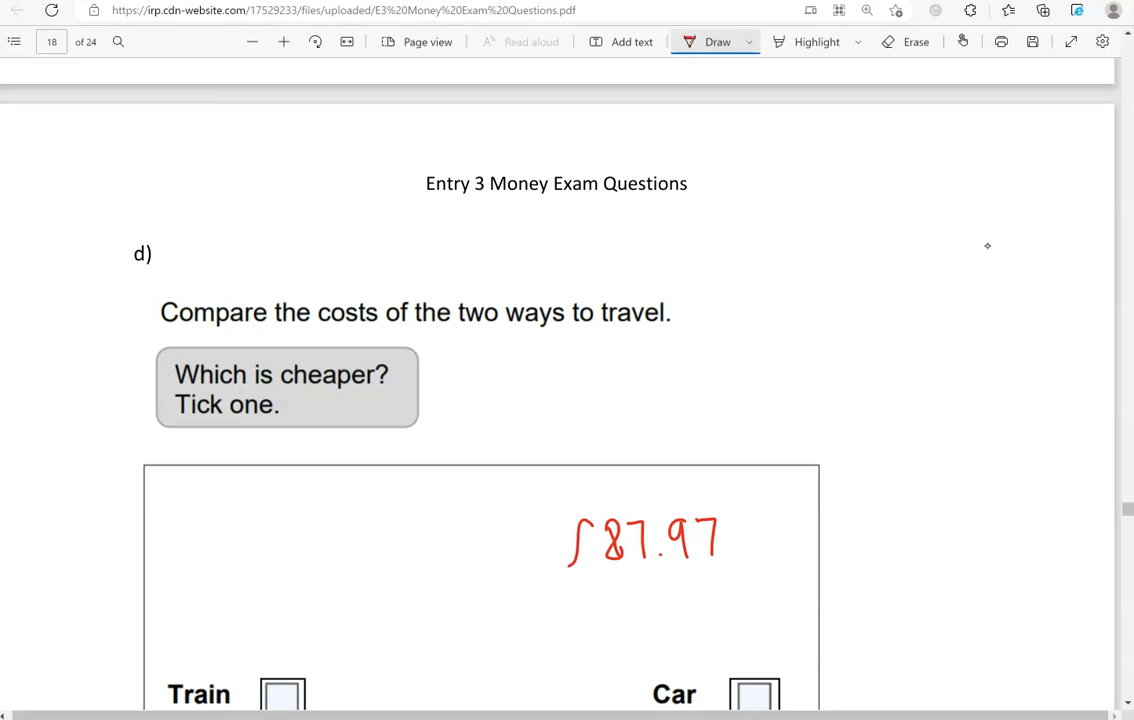 https://irp.cdn-website.com/17529233/files/uploaded/E3%20Money%20Exam%20Questions.pdf
18 of 24 Page view Read aloud Add text Draw Highlight Erase
Entry 3 Money Exam Questions
d)
Compare the costs of the two ways to travel.
Which is cheaper?
Tick one.
£87.97
Train Car